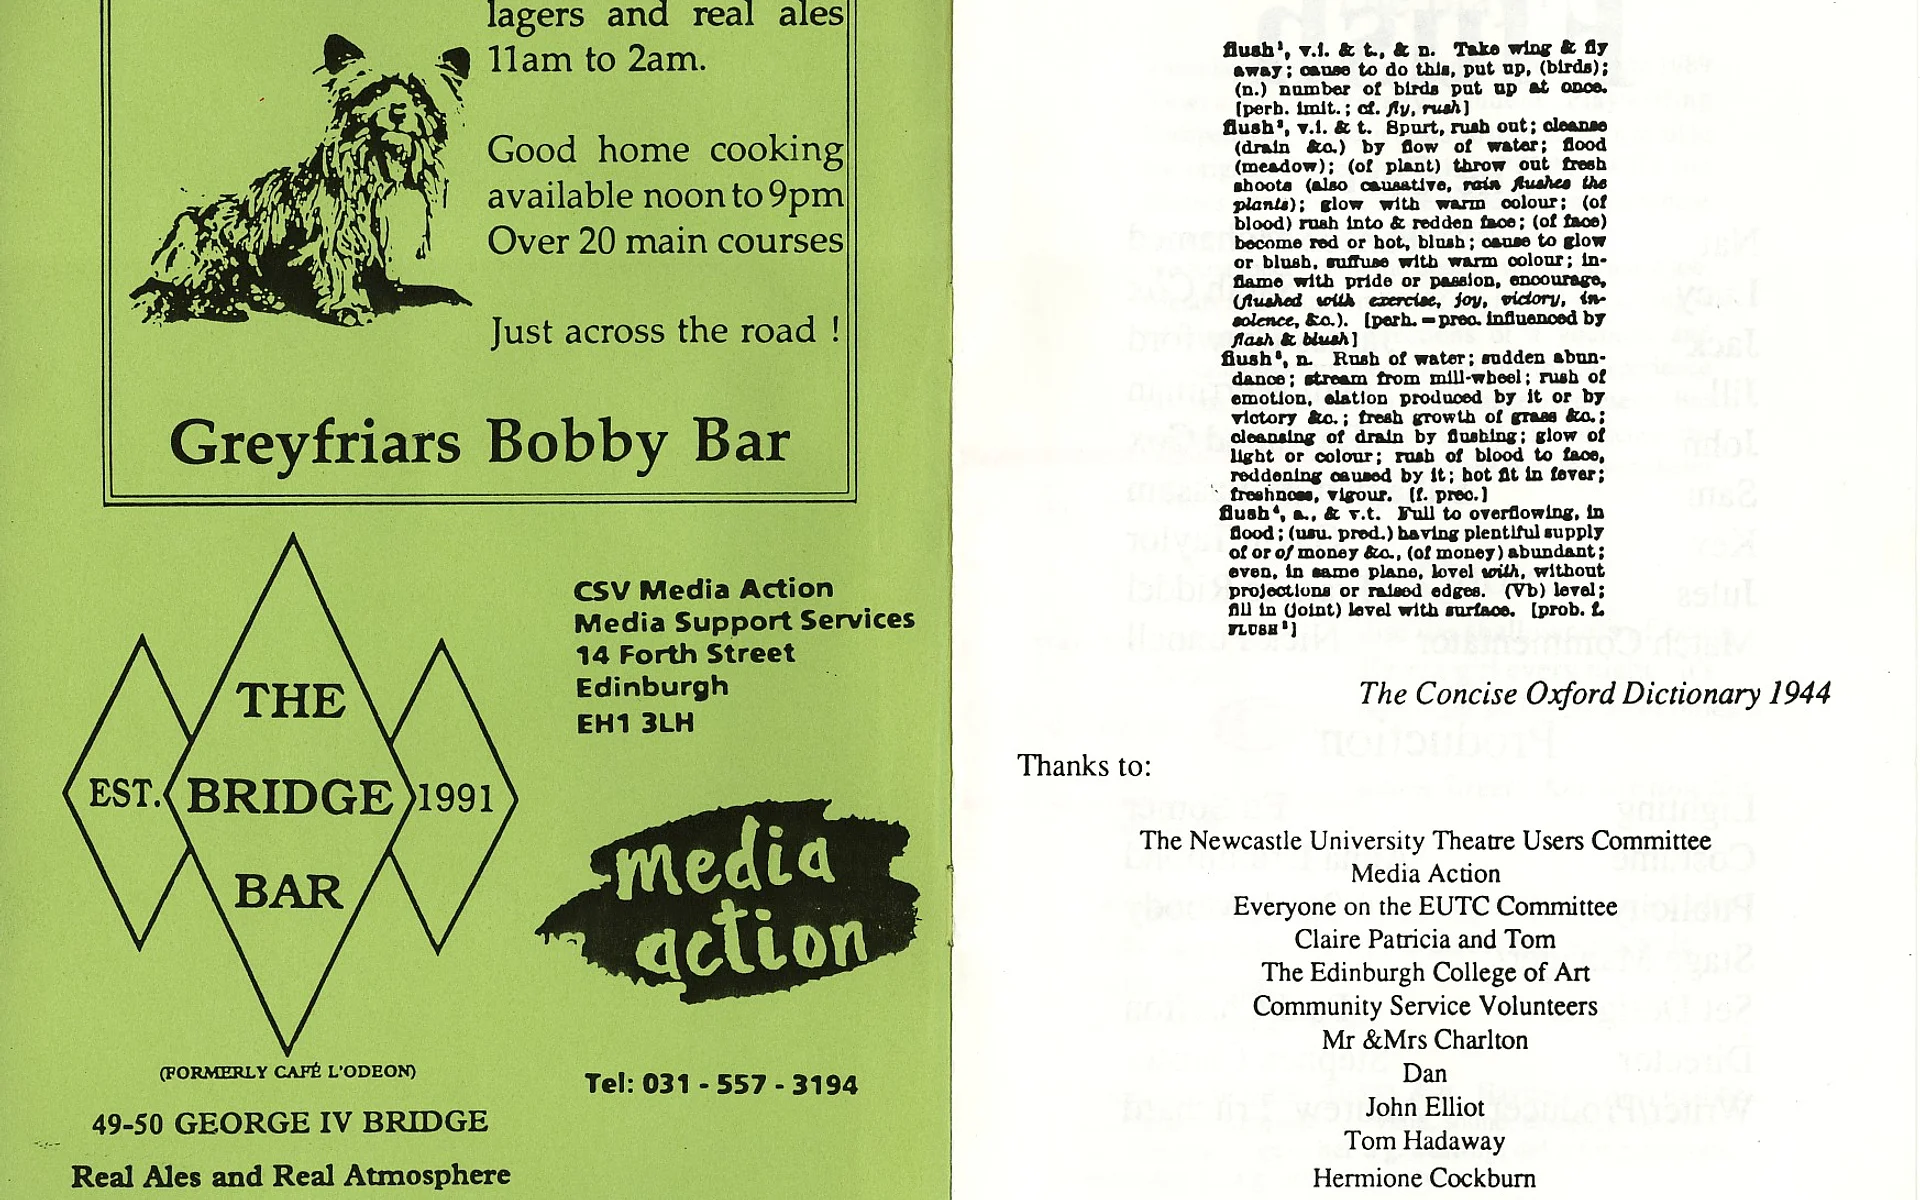 lagers and real ales
11am to 2am.
Good home cooking
available noon to 9pm
Over 20 main courses
Just across the road !
Greyfriars Bobby Bar
THE
EST. BRIDGE 1991
BAR
(FORMERLY CAFÉ L'ODEON)
49-50 GEORGE IV BRIDGE
Real Ales and Real Atmosphere
CSV Media Action
Media Support Services
14 Forth Street
Edinburgh
EH1 3LH
media
action
Tel: 031 - 557 - 3194
flush¹, v.i. & t., & n. Take wing & fly
away; cause to do this, put up, (birds);
(n.) number of birds put up at once.
[perh. imit.; cf. fly, rush]
flush², v.i. & t. Spurt, rush out; cleanse
(drain &c.) by flow of water; flood
(meadow); (of plant) throw out fresh
shoots (also causative, rain flushes the
plants); glow with warm colour; (of
blood) rush into & redden face; (of face)
become red or hot, blush; cause to glow
or blush, suffuse with warm colour; in-
flame with pride or passion, encourage,
(flushed with exercise, joy, victory, in-
solence, &c.). [perh. = prec. influenced by
flash & blush]
flush³, n. Rush of water; sudden abun-
dance; stream from mill-wheel; rush of
emotion, elation produced by it or by
victory &c.; fresh growth of grass &c.;
cleansing of drain by flushing; glow of
light or colour; rush of blood to face,
reddening caused by it; hot fit in fever;
freshness, vigour. [f. prec.]
flush⁴, a., & v.t. Full to overflowing, in
flood; (usu. pred.) having plentiful supply
of or of money &c., (of money) abundant;
even, in same plane, level with, without
projections or raised edges. (Vb) level;
fill in (joint) level with surface. [prob. f.
FLUSH²]
The Concise Oxford Dictionary 1944
Thanks to:
The Newcastle University Theatre Users Committee
Media Action
Everyone on the EUTC Committee
Claire Patricia and Tom
The Edinburgh College of Art
Community Service Volunteers
Mr &Mrs Charlton
Dan
John Elliot
Tom Hadaway
Hermione Cockburn